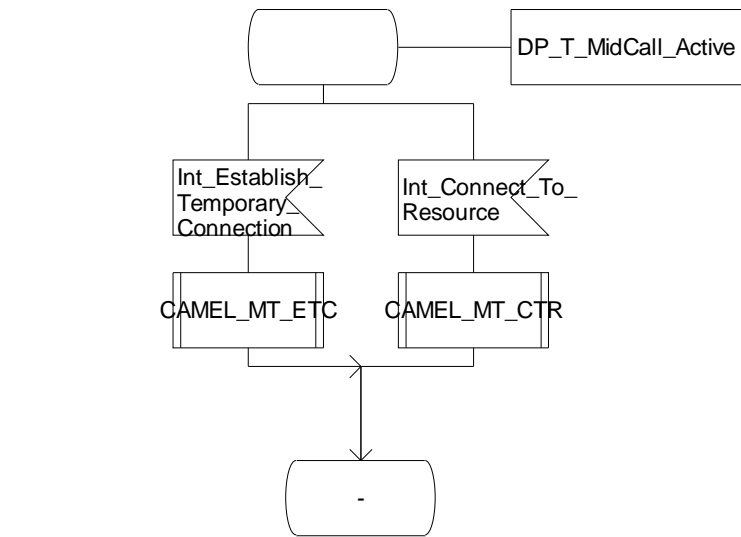 DP_T_MidCall_Active
Int_Establish_
Temporary_
Connection
Int_Connect_To_
Resource
CAMEL_MT_ETC
CAMEL_MT_CTR
-